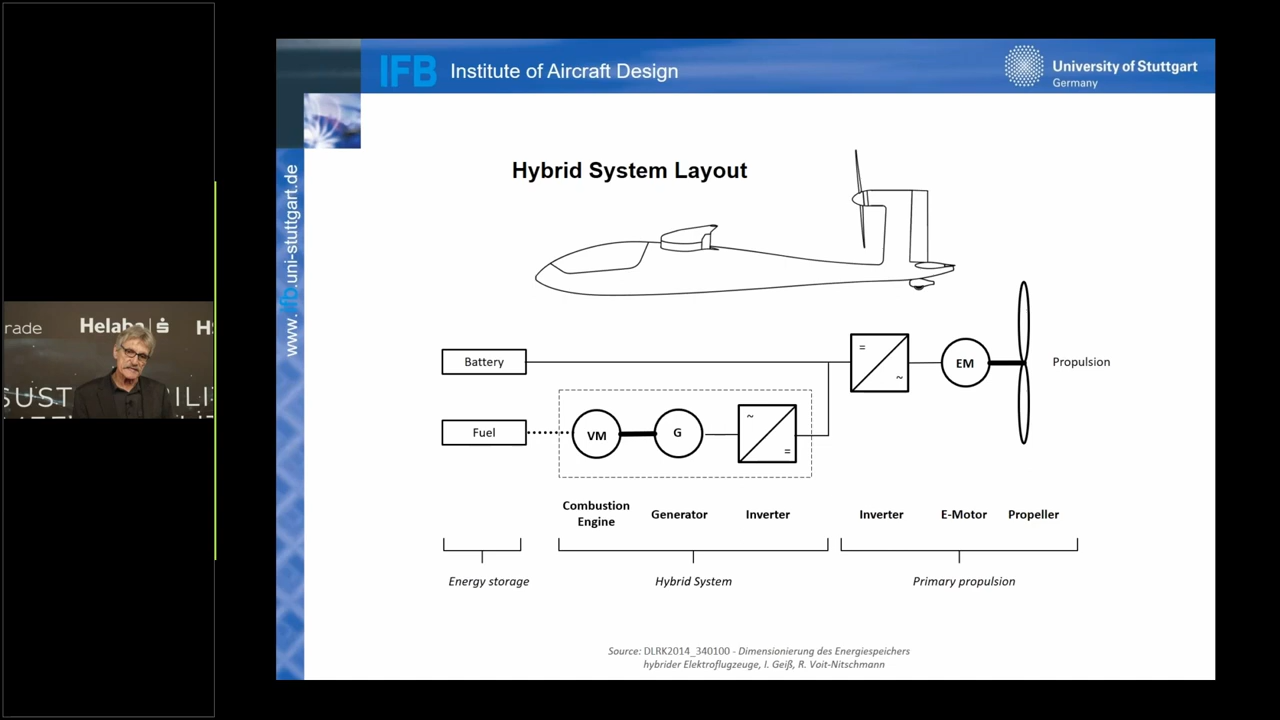 IFB Institute of Aircraft Design
University of Stuttgart
Germany
www.ifb.uni-stuttgart.de
Hybrid System Layout
Battery
=
~
EM
Propulsion
Fuel
VM
G
~
=
Combustion
Engine
Generator
Inverter
Inverter
E-Motor
Propeller
Energy storage
Hybrid System
Primary propulsion
Source: DLRK2014_340100 - Dimensionierung des Energiespeichers
hybrider Elektroflugzeuge, I. Geiß, R. Voit-Nitschmann
rade
Helaba